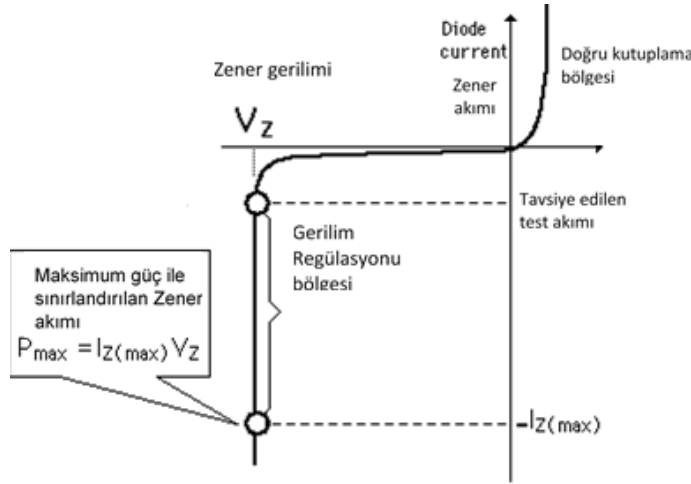 Diode
current
Doğru kutuplama
bölgesi
Zener gerilimi
Zener
akımı
VZ
Tavsiye edilen
test akımı
Gerilim
Regülasyonu
bölgesi
Maksimum güç ile
sınırlandırılan Zener
akımı
Pmax = IZ(max) VZ
-IZ(max)